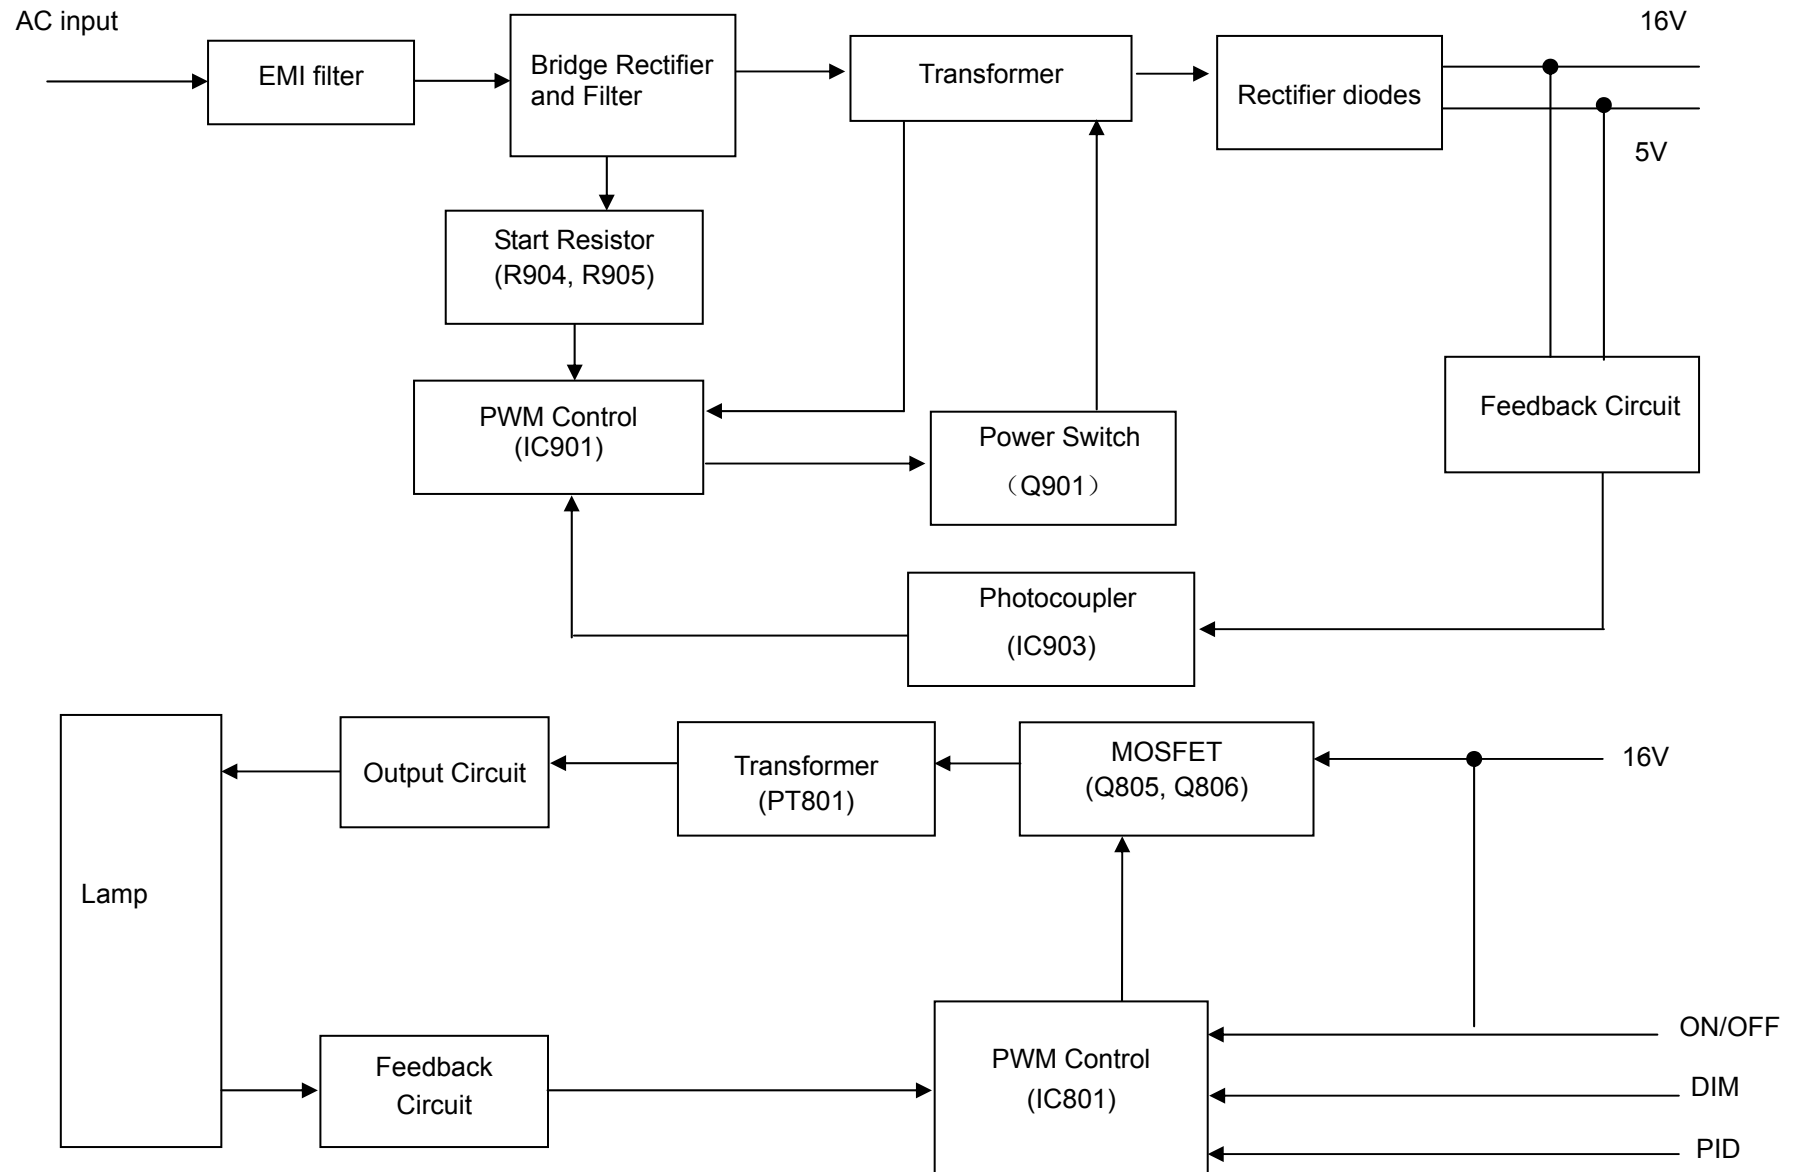 AC input
16V
EMI filter
Bridge Rectifier
and Filter
Transformer
Rectifier diodes
5V
Start Resistor
(R904, R905)
PWM Control
(IC901)
Power Switch
（Q901）
Feedback Circuit
Photocoupler
(IC903)
Lamp
Output Circuit
Transformer
(PT801)
MOSFET
(Q805, Q806)
16V
Feedback
Circuit
PWM Control
(IC801)
ON/OFF
DIM
PID